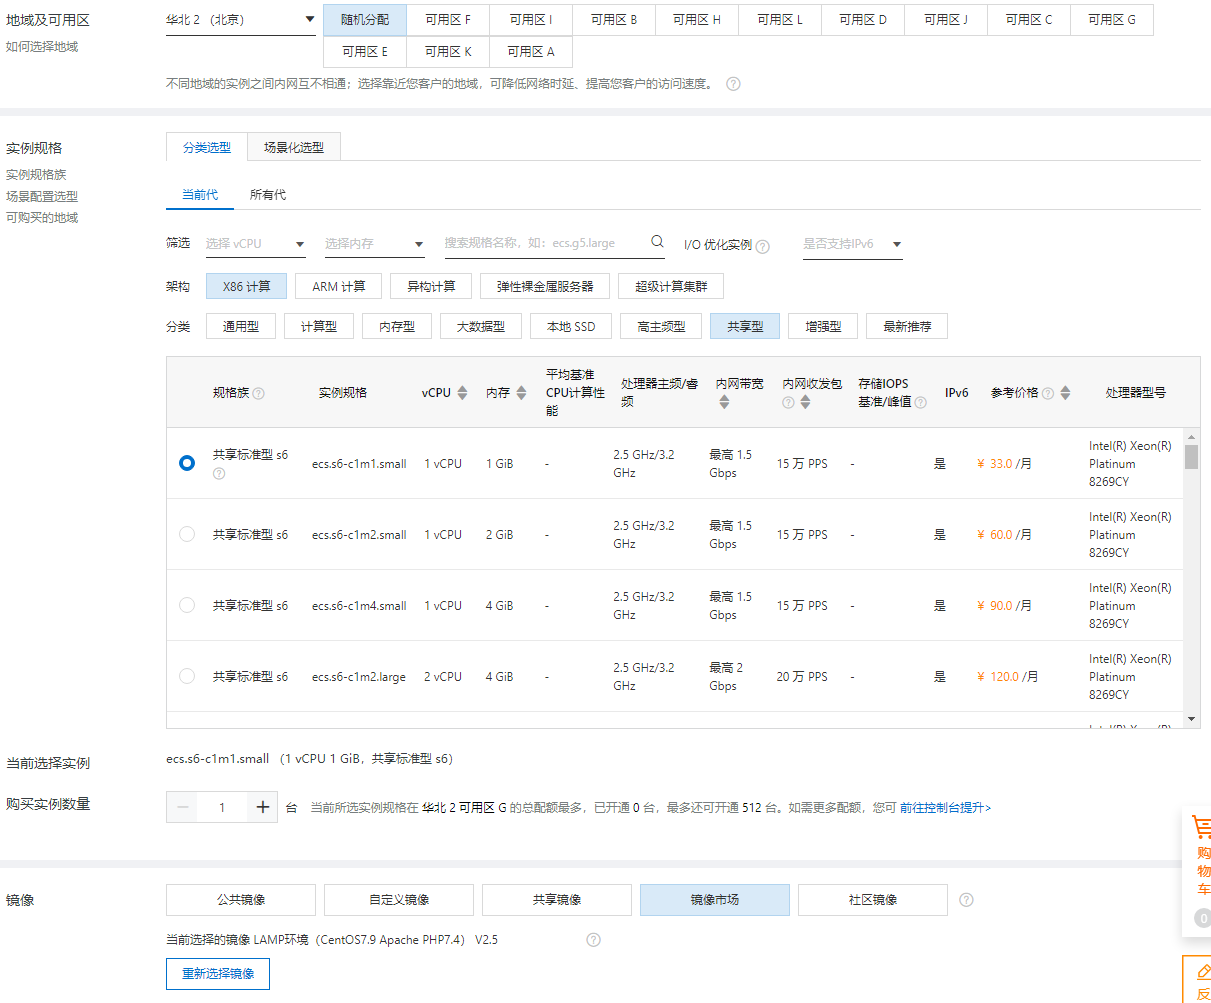 地域及可用区
如何选择地域
华北 2 （北京）
随机分配 可用区 F 可用区 I 可用区 B 可用区 H 可用区 L 可用区 D 可用区 J 可用区 C 可用区 G
可用区 E 可用区 K 可用区 A
不同地域的实例之间内网互不相通；选择靠近您客户的地域，可降低网络时延、提高您客户的访问速度。 ?
实例规格
实例规格族
场景配置选型
可购买的地域
分类选型 场景化选型
当前代 所有代
筛选 选择 vCPU 选择内存 搜索规格名称，如：ecs.g5.large I/O 优化实例 ? 是否支持IPv6
架构 X86 计算 ARM 计算 异构计算 弹性裸金属服务器 超级计算集群
分类 通用型 计算型 内存型 大数据型 本地 SSD 高主频型 共享型 增强型 最新推荐
规格族 ? 实例规格 vCPU 内存 平均基准 CPU计算性能 处理器主频/睿频 内网带宽 内网收发包 ? 存储IOPS 基准/峰值 ? IPv6 参考价格 ? 处理器型号
共享标准型 s6 ? ecs.s6-c1m1.small 1 vCPU 1 GiB - 2.5 GHz/3.2 GHz 最高 1.5 Gbps 15 万 PPS - 是 ¥ 33.0 /月 Intel(R) Xeon(R) Platinum 8269CY
共享标准型 s6 ecs.s6-c1m2.small 1 vCPU 2 GiB - 2.5 GHz/3.2 GHz 最高 1.5 Gbps 15 万 PPS - 是 ¥ 60.0 /月 Intel(R) Xeon(R) Platinum 8269CY
共享标准型 s6 ecs.s6-c1m4.small 1 vCPU 4 GiB - 2.5 GHz/3.2 GHz 最高 1.5 Gbps 15 万 PPS - 是 ¥ 90.0 /月 Intel(R) Xeon(R) Platinum 8269CY
共享标准型 s6 ecs.s6-c1m2.large 2 vCPU 4 GiB - 2.5 GHz/3.2 GHz 最高 2 Gbps 20 万 PPS - 是 ¥ 120.0 /月 Intel(R) Xeon(R) Platinum 8269CY
当前选择实例 ecs.s6-c1m1.small （1 vCPU 1 GiB，共享标准型 s6）
购买实例数量 − 1 + 台 当前所选实例规格在 华北 2 可用区 G 的总配额最多，已开通 0 台，最多还可开通 512 台。如需更多配额，您可 前往控制台提升>
镜像 公共镜像 自定义镜像 共享镜像 镜像市场 社区镜像 ?
当前选择的镜像 LAMP环境（CentOS7.9 Apache PHP7.4） V2.5 ?
重新选择镜像
购物车
0
反